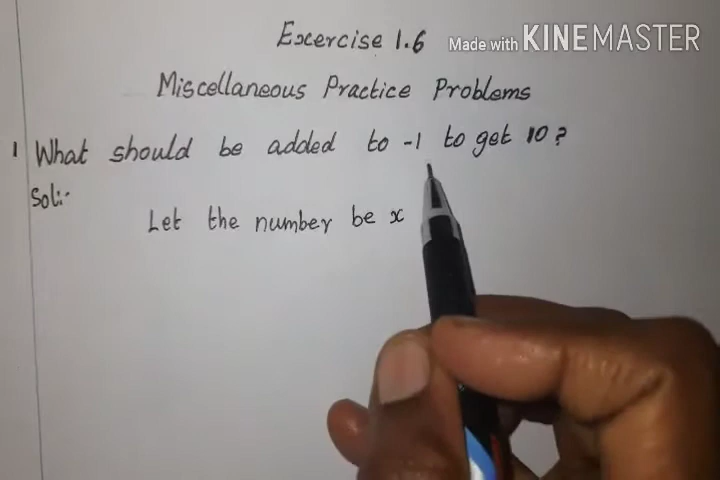 Excercise 1.6
Made with KINEMASTER
Miscellaneous Practice Problems
1 What should be added to -1 to get 10?
Sol:-
Let the number be x